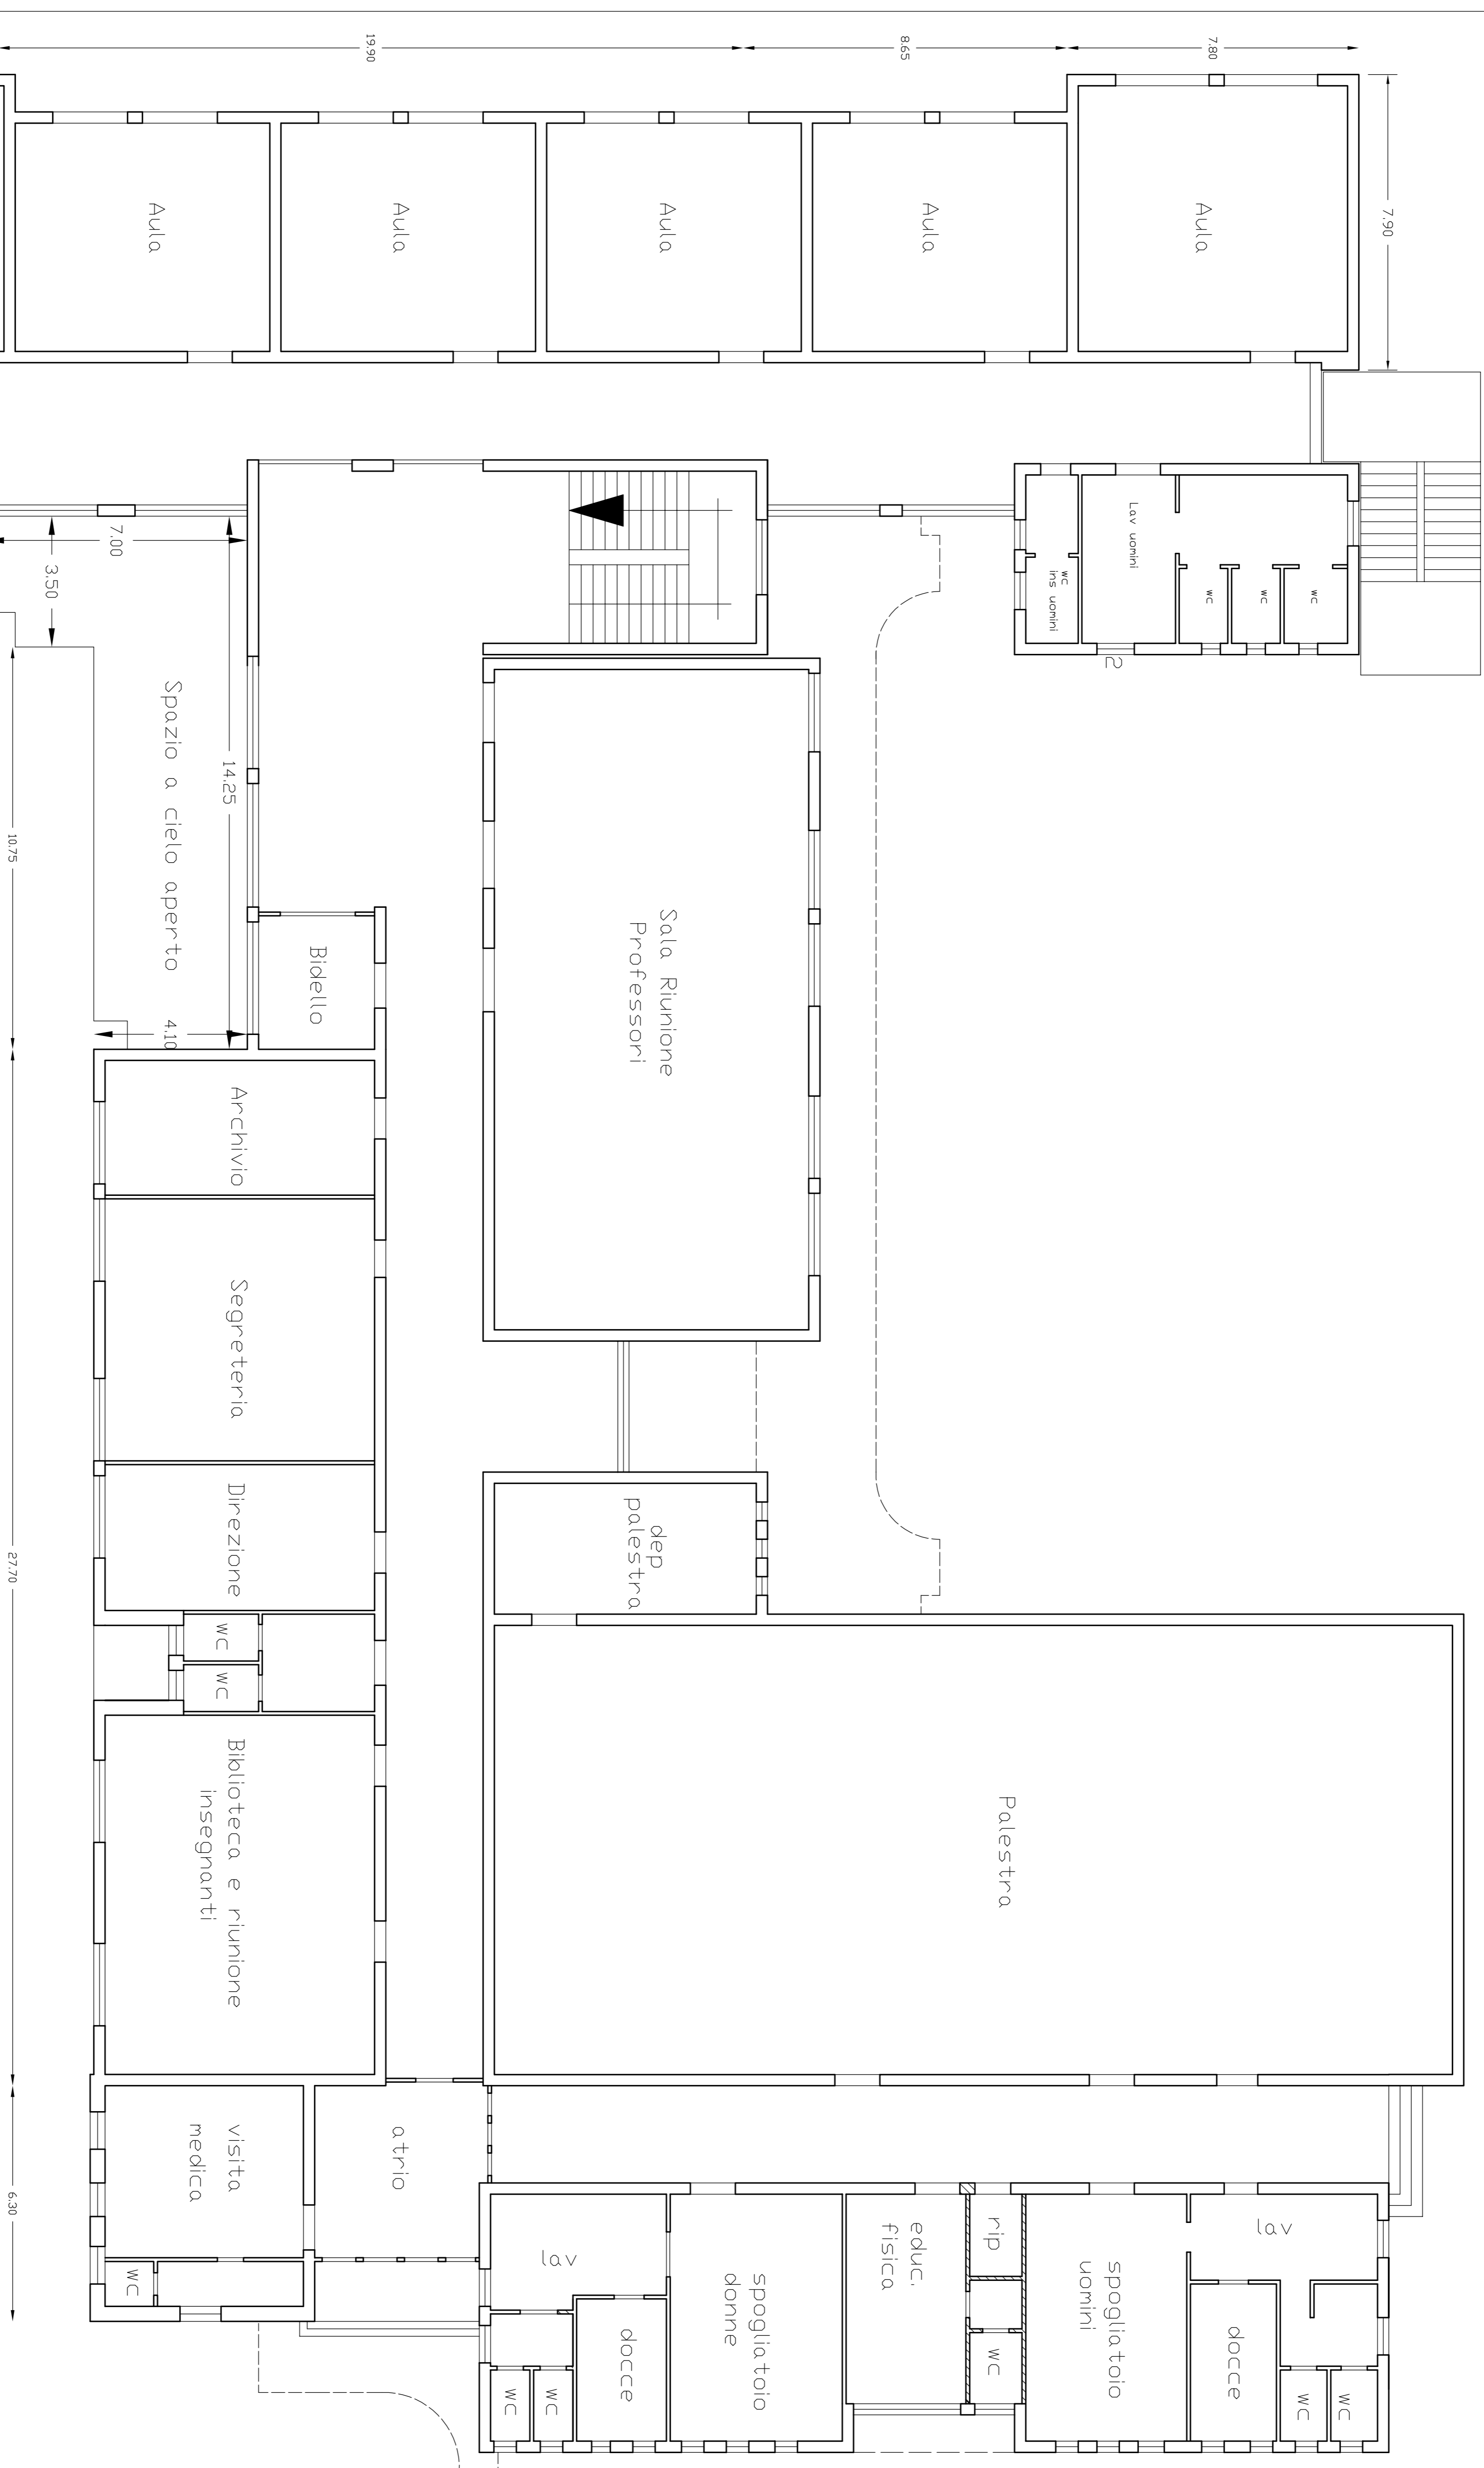 7.90
7.80
8.65
19.90
Aula
Aula
Aula
Aula
Aula
wc
wc
wc
Lav uomini
wc
ins uomini
2
7.00
3.50
14.25
Spazio a cielo aperto
4.10
10.75
Sala Riunione
Professori
Bidello
Archivio
Segreteria
Direzione
WC
WC
Biblioteca e riunione
insegnanti
27.70
dep
palestra
Palestra
atrio
visita
medica
WC
6.30
lav
docce
WC
WC
spogliatoio
uomini
rip
WC
educ.
fisica
spogliatoio
donne
lav
docce
WC
WC